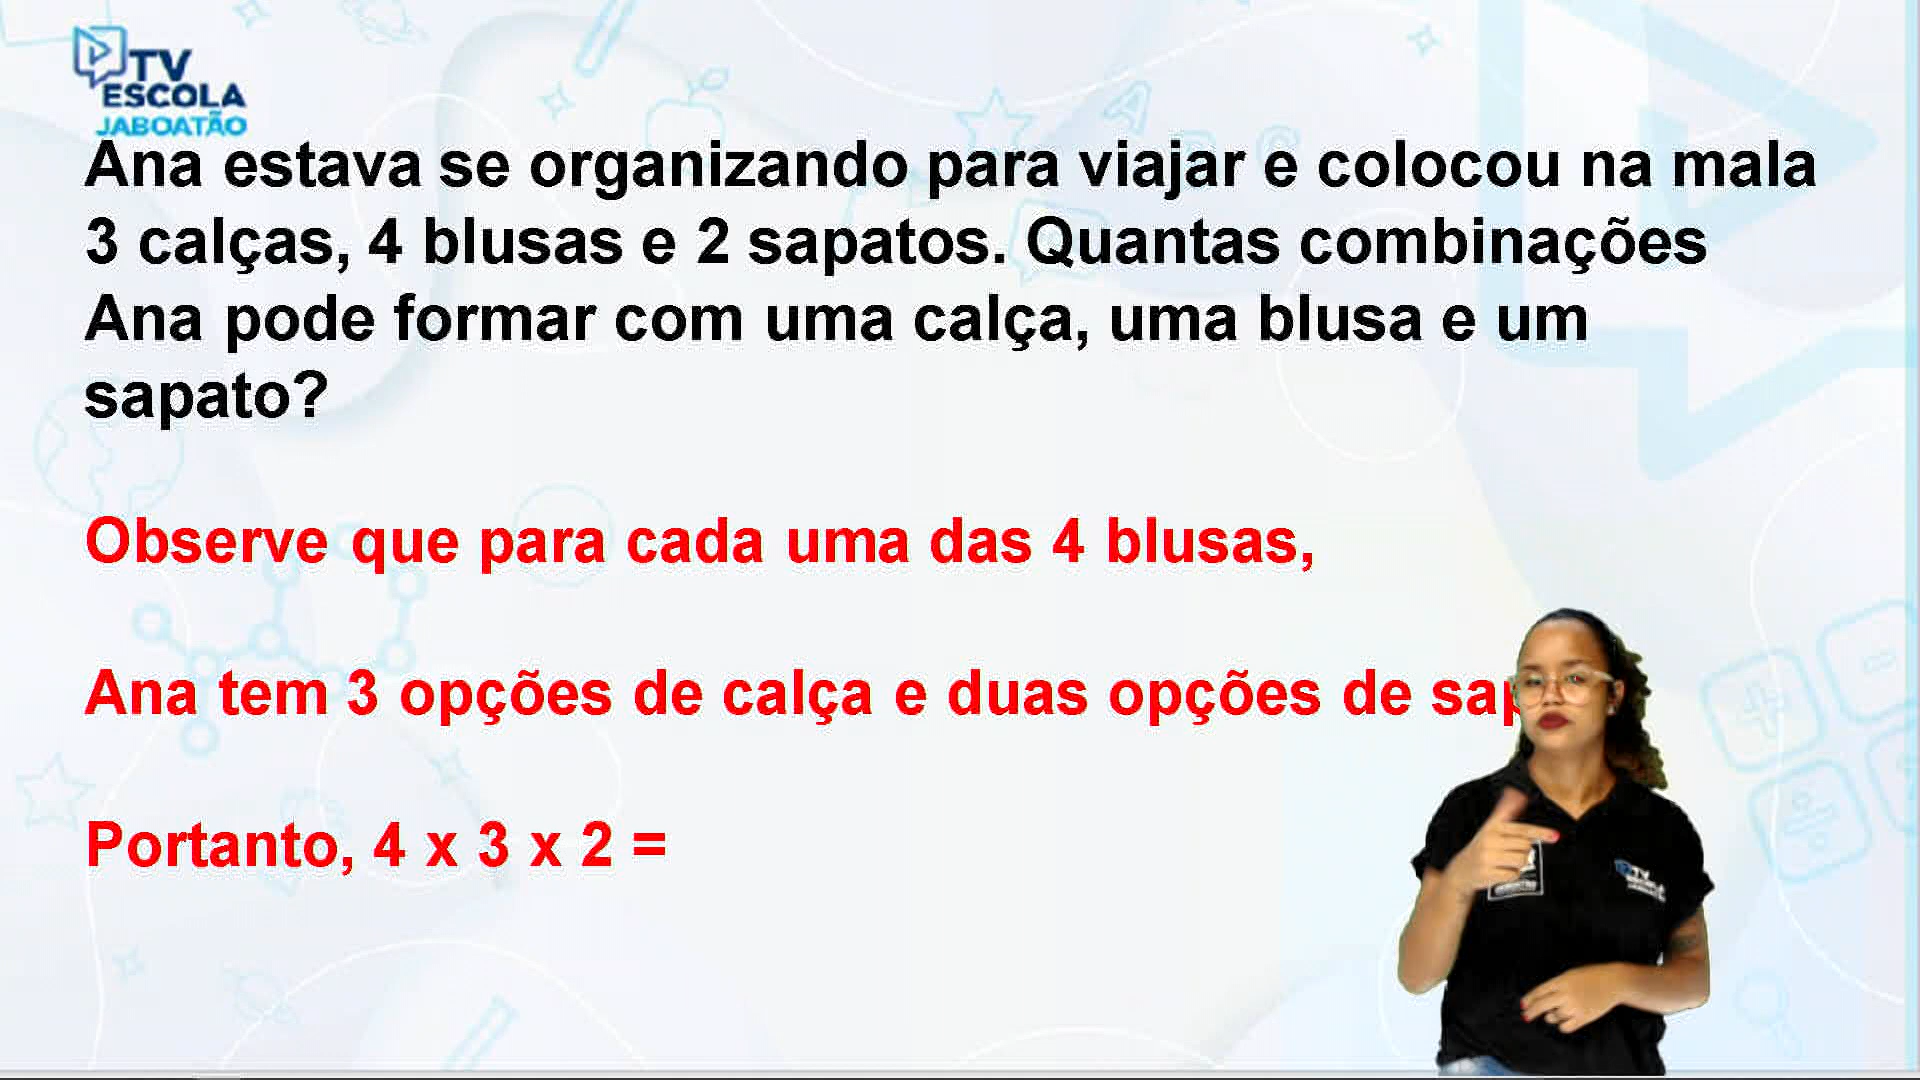 TV
ESCOLA
JABOATÃO
Ana estava se organizando para viajar e colocou na mala
3 calças, 4 blusas e 2 sapatos. Quantas combinações
Ana pode formar com uma calça, uma blusa e um
sapato?
Observe que para cada uma das 4 blusas,
Ana tem 3 opções de calça e duas opções de
Portanto, 4 x 3 x 2 =